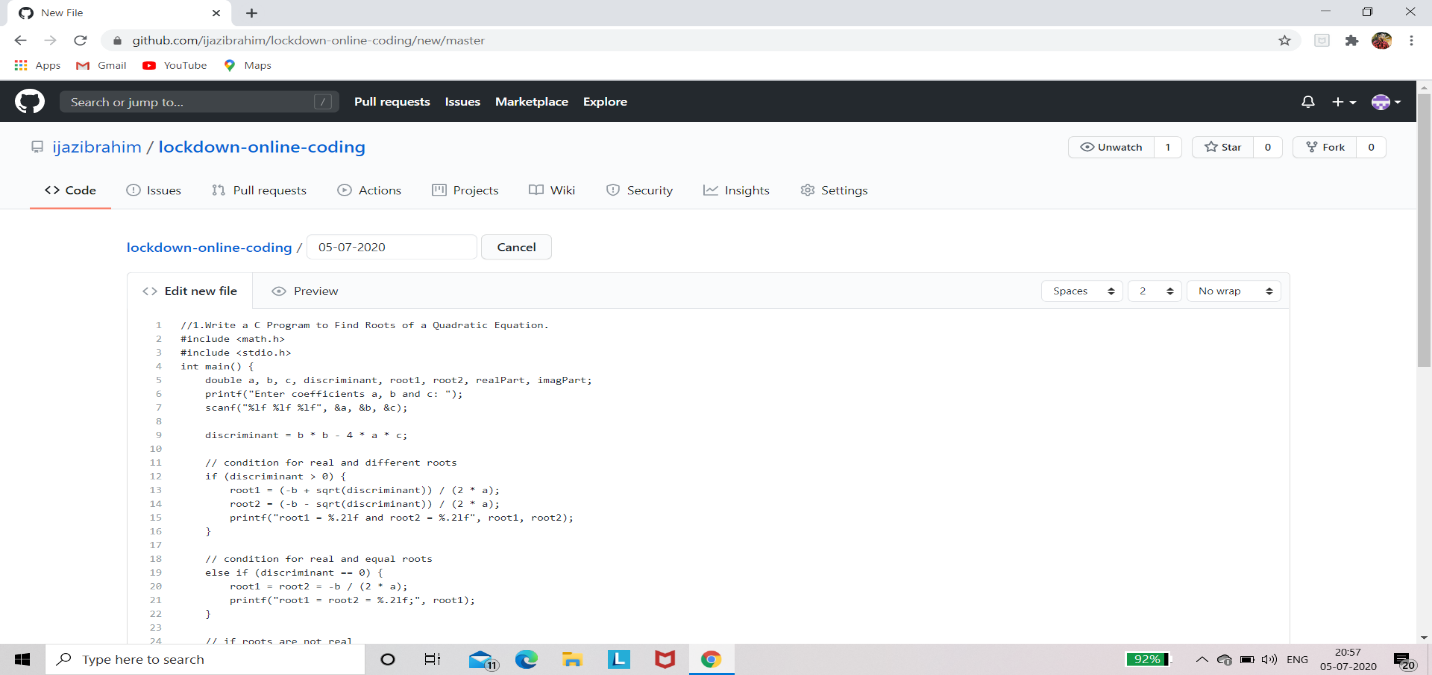 New File
github.com/ijazibrahim/lockdown-online-coding/new/master
Apps Gmail YouTube Maps
Search or jump to... / Pull requests Issues Marketplace Explore
ijazibrahim / lockdown-online-coding Unwatch 1 Star 0 Fork 0
Code Issues Pull requests Actions Projects Wiki Security Insights Settings
lockdown-online-coding / 05-07-2020 Cancel
<> Edit new file Preview Spaces 2 No wrap
1 //1.Write a C Program to Find Roots of a Quadratic Equation.
2 #include <math.h>
3 #include <stdio.h>
4 int main() {
5 double a, b, c, discriminant, root1, root2, realPart, imagPart;
6 printf("Enter coefficients a, b and c: ");
7 scanf("%lf %lf %lf", &a, &b, &c);
8
9 discriminant = b * b - 4 * a * c;
10
11 // condition for real and different roots
12 if (discriminant > 0) {
13 root1 = (-b + sqrt(discriminant)) / (2 * a);
14 root2 = (-b - sqrt(discriminant)) / (2 * a);
15 printf("root1 = %.2lf and root2 = %.2lf", root1, root2);
16 }
17
18 // condition for real and equal roots
19 else if (discriminant == 0) {
20 root1 = root2 = -b / (2 * a);
21 printf("root1 = root2 = %.2lf;", root1);
22 }
23
24 // if roots are not real
Type here to search 11 L 92% ENG 20:57
05-07-2020 20